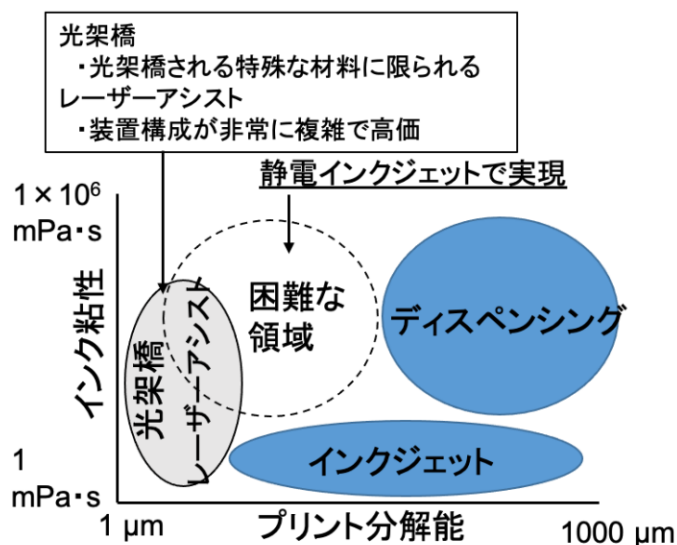 光架橋
・光架橋される特殊な材料に限られる
レーザーアシスト
・装置構成が非常に複雑で高価
静電インクジェットで実現
1×10⁶
mPa・s
インク粘性
光架橋
レーザーアシスト
困難な
領域
ディスペンシング
インクジェット
1
mPa・s
1 μm
プリント分解能
1000 μm